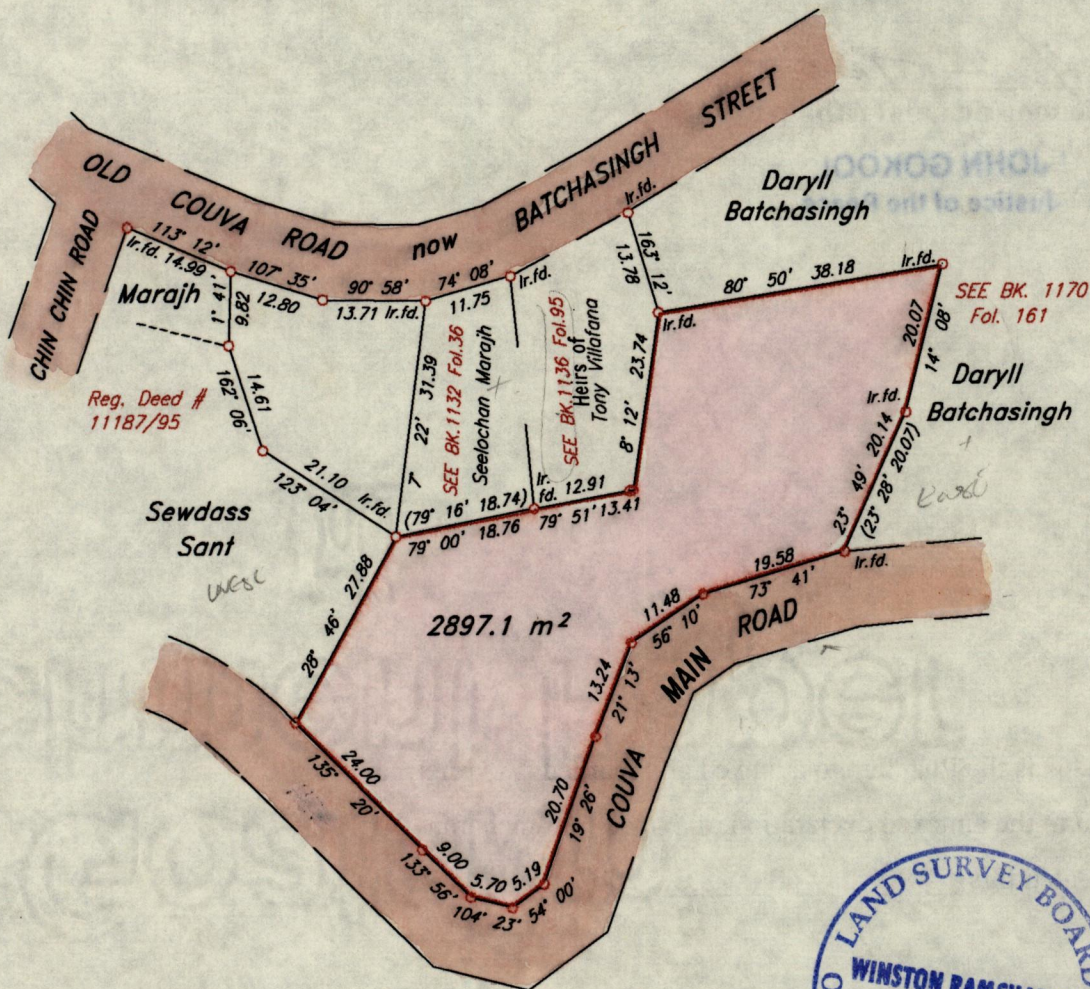 OLD COUVA ROAD now BATCHASINGH STREET
CHIN CHIN ROAD
JOHN GOKOOL
Justice of the Peace
Daryll
Batchasingh
Ir.fd.
113° 12'
Ir.fd. 14.99
107° 35'
12.80
90° 58'
13.71 Ir.fd.
74° 08'
11.75
Ir.fd.
163° 12'
13.78
80° 50' 38.18 Ir.fd.
Ir.fd.
SEE BK. 1170
Fol. 161
Marajh
1° 41'
9.82
Reg. Deed #
11187/95
162° 06'
14.61
21.10
123° 04'
Ir.fd.
7° 22' 31.39
SEE BK.1132 Fol.36
Seelochan Marajh
SEE BK.1136 Fol.95
Heirs of
Tony Villafana
8° 12' 23.74
20.07
14° 08'
Daryll
Batchasingh
Ir.fd.
23° 49' 20.14
(23° 28' 20.07)
Sewdass
Sant
(79° 16' 18.74)
79° 00' 18.76
Ir.
fd. 12.91
79° 51' 13.41
28° 46' 27.88
2897.1 m²
19.58
73° 41'
Ir.fd.
11.48
56° 10'
13.24
21° 13'
20.70
19° 26'
COUVA MAIN ROAD
24.00
135° 20'
9.00
133° 56'
5.70
104° 23'
5.19
54° 00'
LAND SURVEY BOARD